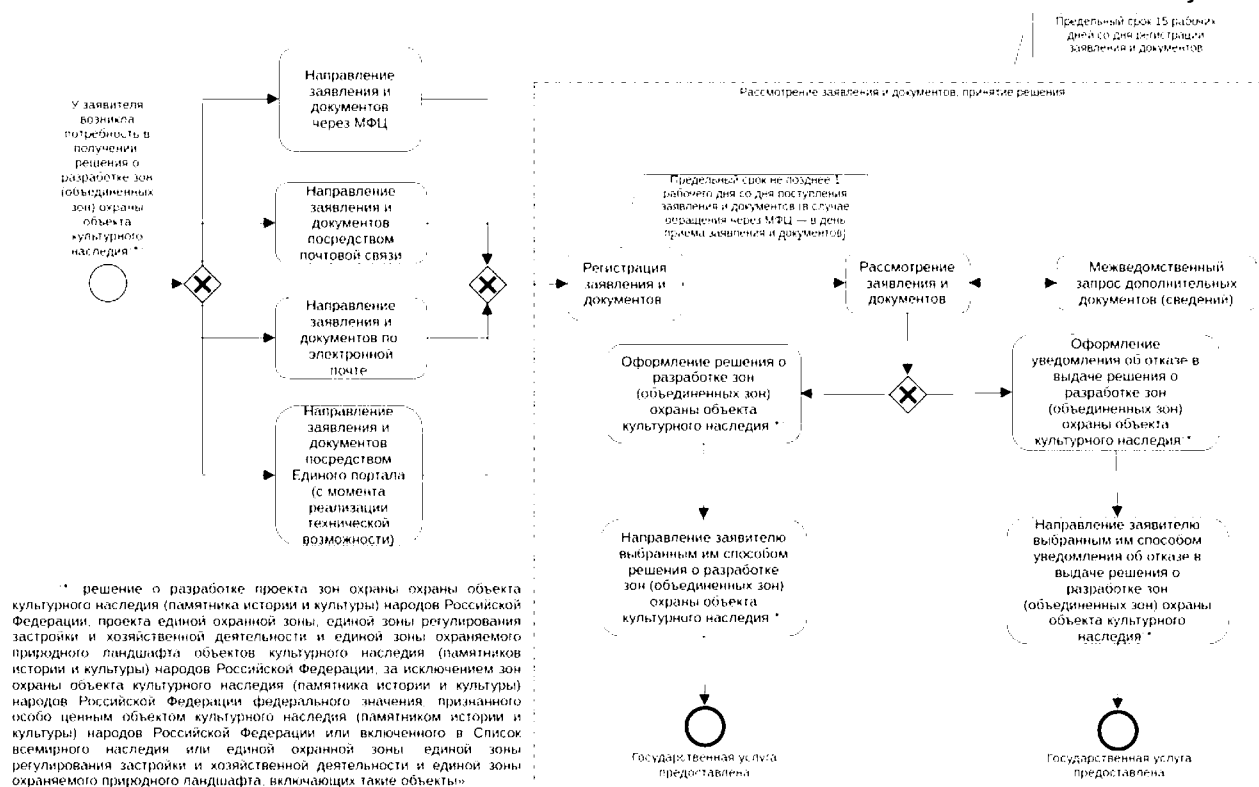 Предельный срок 15 рабочих
дней со дня регистрации
заявления и документов
Рассмотрение заявления и документов, принятие решения
У заявителя
возникла
потребность в
получении
решения о
разработке зон
(объединенных
зон) охраны
объекта
культурного
наследия "*
Направление
заявления и
документов
через МФЦ
Направление
заявления и
документов
посредством
почтовой связи
Направление
заявления и
документов по
электронной
почте
Направление
заявления и
документов
посредством
Единого портала
(с момента
реализации
технической
возможности)
Предельный срок не позднее 1
рабочего дня со дня поступления
заявления и документов (в случае
обращения через МФЦ — в день
приема заявления и документов)
Регистрация
заявления и
документов
Рассмотрение
заявления и
документов
Межведомственный
запрос дополнительных
документов (сведений)
Оформление решения о
разработке зон
(объединенных зон)
охраны объекта
культурного наследия "*
Оформление
уведомления об отказе в
выдаче решения о
разработке зон
(объединенных зон)
охраны объекта
культурного наследия "*
Направление заявителю
выбранным им способом
решения о разработке
зон (объединенных зон)
охраны объекта
культурного наследия "*
Направление заявителю
выбранным им способом
уведомления об отказе в
выдаче решения о
разработке зон
(объединенных зон) охраны
объекта культурного
наследия "*
Государственная услуга
предоставлена
Государственная услуга
предоставлена
"* решение о разработке проекта зон охраны охраны объекта
культурного наследия (памятника истории и культуры) народов Российской
Федерации, проекта единой охранной зоны, единой зоны регулирования
застройки и хозяйственной деятельности и единой зоны охраняемого
природного ландшафта объектов культурного наследия (памятников
истории и культуры) народов Российской Федерации, за исключением зон
охраны объекта культурного наследия (памятника истории и культуры)
народов Российской Федерации федерального значения, признанного
особо ценным объектом культурного наследия (памятником истории и
культуры) народов Российской Федерации или включенного в Список
всемирного наследия или единой охранной зоны единой зоны
регулирования застройки и хозяйственной деятельности и единой зоны
охраняемого природного ландшафта, включающих такие объекты»